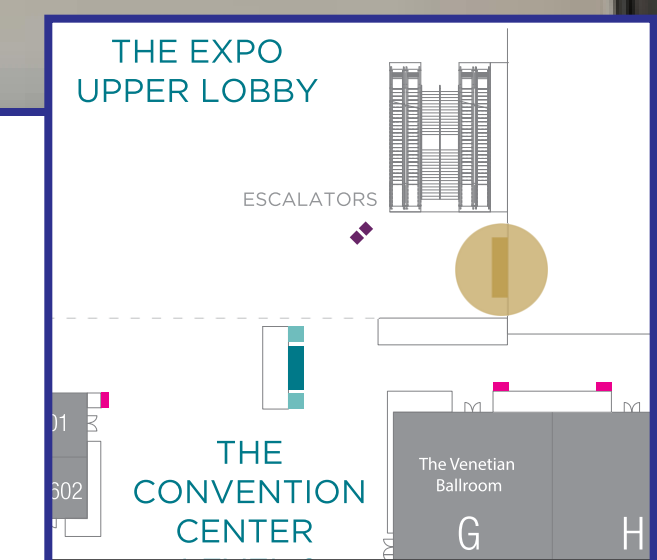 THE EXPO
UPPER LOBBY
ESCALATORS
01
602
THE
CONVENTION
CENTER
The Venetian
Ballroom
G
H